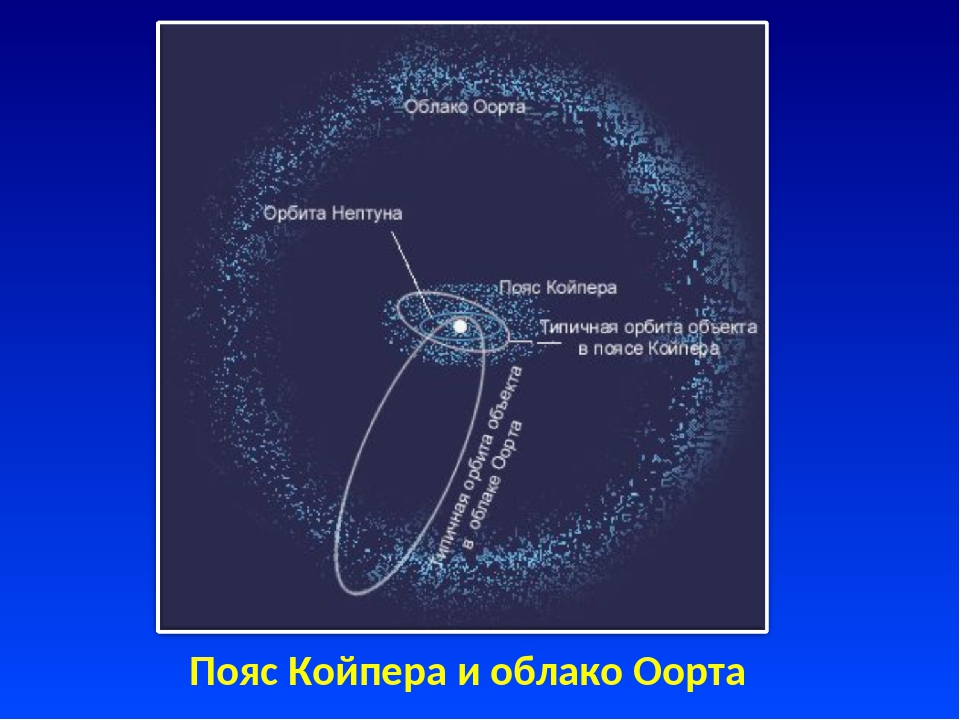 Облако Оорта
Орбита Нептуна
Пояс Койпера
Типичная орбита объекта
в поясе Койпера
Типичная орбита объекта
в облаке Оорта
Пояс Койпера и облако Оорта